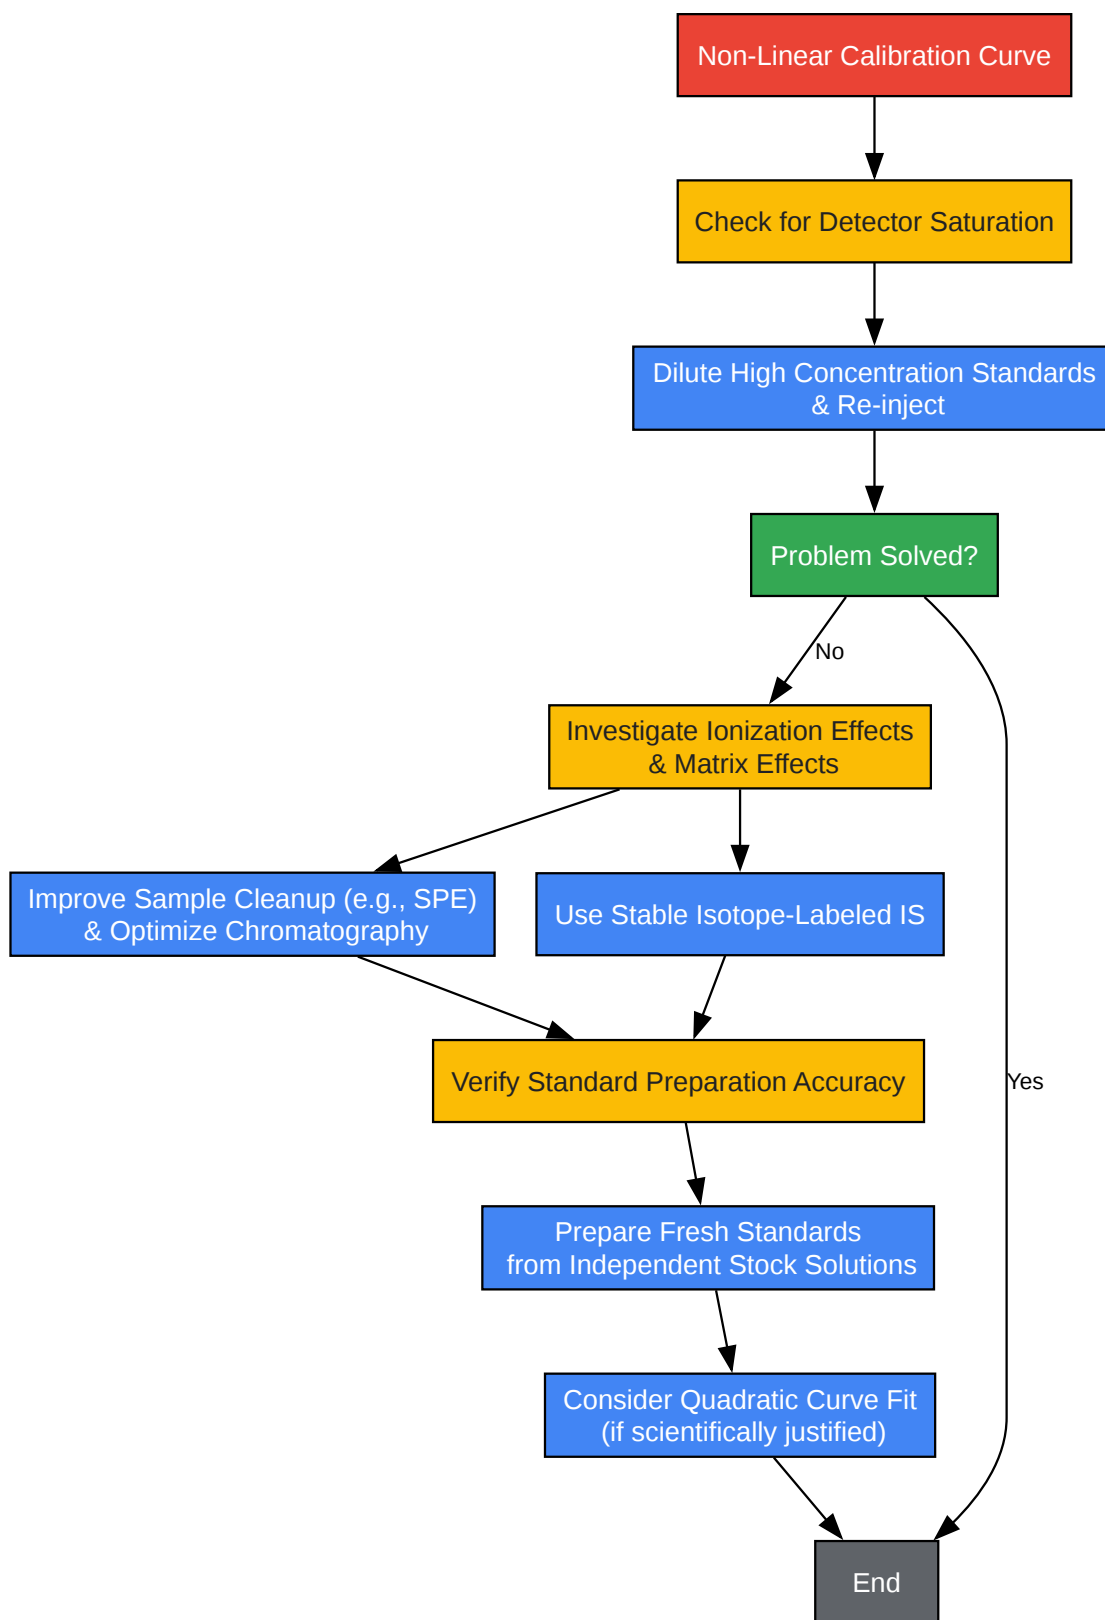 Non-Linear Calibration Curve
Check for Detector Saturation
Dilute High Concentration Standards
& Re-inject
Problem Solved?
No
Investigate Ionization Effects
& Matrix Effects
Improve Sample Cleanup (e.g., SPE)
& Optimize Chromatography
Use Stable Isotope-Labeled IS
Verify Standard Preparation Accuracy
Yes
Prepare Fresh Standards
from Independent Stock Solutions
Consider Quadratic Curve Fit
(if scientifically justified)
End